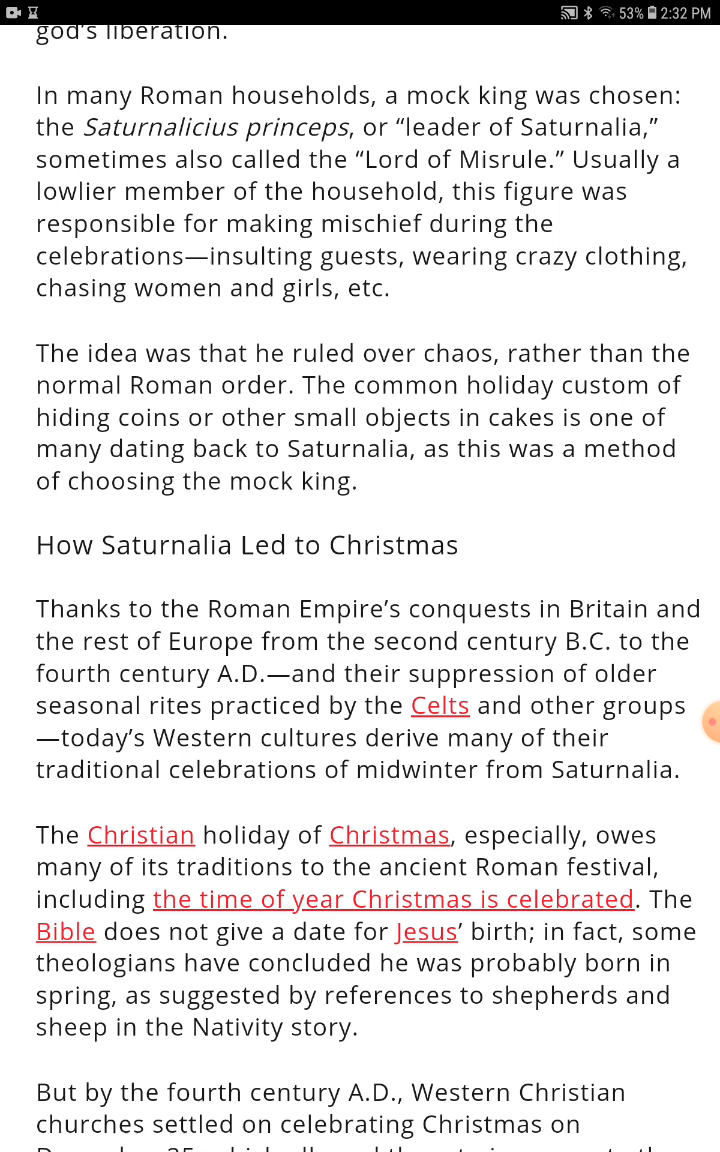 53% 2:32 PM
god's liberation.
In many Roman households, a mock king was chosen:
the Saturnalicius princeps, or “leader of Saturnalia,”
sometimes also called the “Lord of Misrule.” Usually a
lowlier member of the household, this figure was
responsible for making mischief during the
celebrations—insulting guests, wearing crazy clothing,
chasing women and girls, etc.
The idea was that he ruled over chaos, rather than the
normal Roman order. The common holiday custom of
hiding coins or other small objects in cakes is one of
many dating back to Saturnalia, as this was a method
of choosing the mock king.
How Saturnalia Led to Christmas
Thanks to the Roman Empire’s conquests in Britain and
the rest of Europe from the second century B.C. to the
fourth century A.D.—and their suppression of older
seasonal rites practiced by the Celts and other groups
—today’s Western cultures derive many of their
traditional celebrations of midwinter from Saturnalia.
The Christian holiday of Christmas, especially, owes
many of its traditions to the ancient Roman festival,
including the time of year Christmas is celebrated. The
Bible does not give a date for Jesus’ birth; in fact, some
theologians have concluded he was probably born in
spring, as suggested by references to shepherds and
sheep in the Nativity story.
But by the fourth century A.D., Western Christian
churches settled on celebrating Christmas on